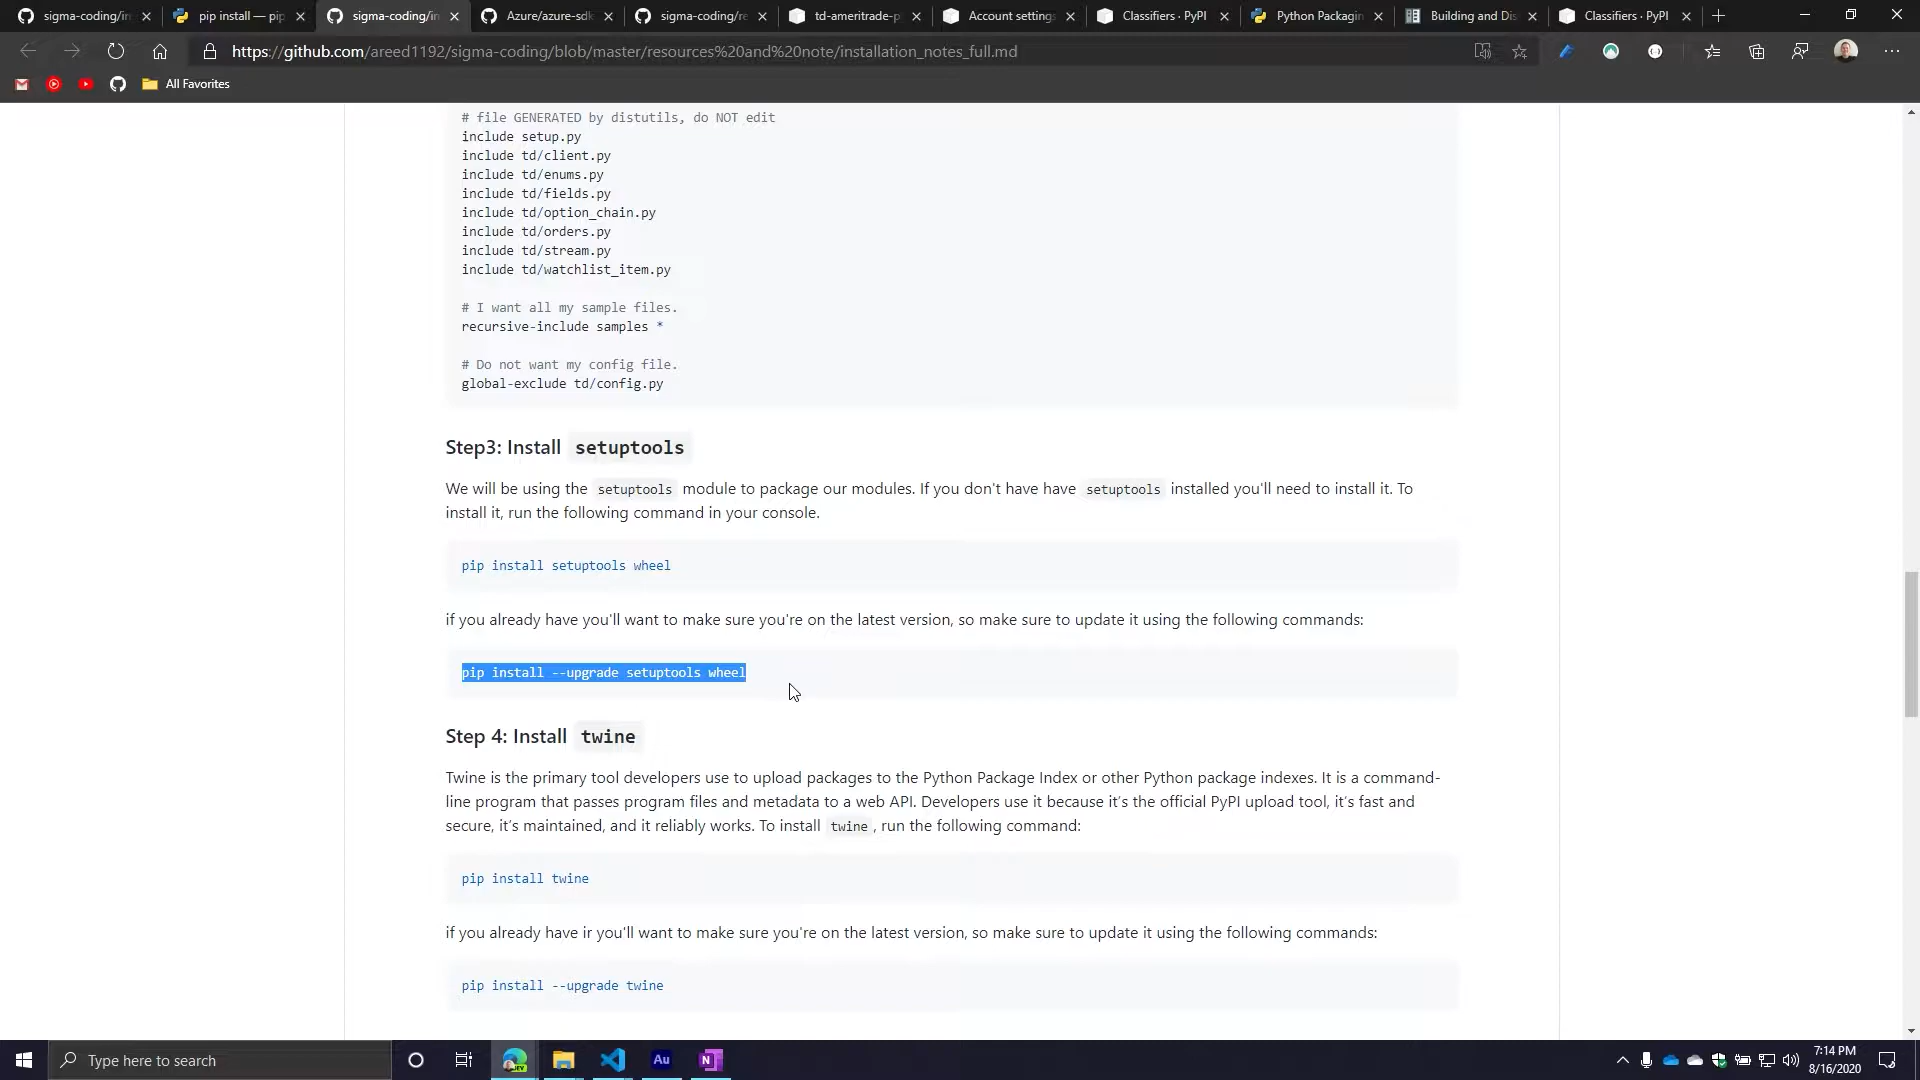 sigma-coding/in
pip install — pip
sigma-coding/in
Azure/azure-sdk
sigma-coding/re
td-ameritrade-p
Account settings
Classifiers · PyPI
Python Packagin
Building and Dis
Classifiers · PyPI
https://github.com/areed1192/sigma-coding/blob/master/resources%20and%20note/installation_notes_full.md
All Favorites
# file GENERATED by distutils, do NOT edit
include setup.py
include td/client.py
include td/enums.py
include td/fields.py
include td/option_chain.py
include td/orders.py
include td/stream.py
include td/watchlist_item.py
# I want all my sample files.
recursive-include samples *
# Do not want my config file.
global-exclude td/config.py
Step3: Install setuptools
We will be using the setuptools module to package our modules. If you don't have have setuptools installed you'll need to install it. To
install it, run the following command in your console.
pip install setuptools wheel
if you already have you'll want to make sure you're on the latest version, so make sure to update it using the following commands:
pip install --upgrade setuptools wheel
Step 4: Install twine
Twine is the primary tool developers use to upload packages to the Python Package Index or other Python package indexes. It is a command-
line program that passes program files and metadata to a web API. Developers use it because it's the official PyPI upload tool, it's fast and
secure, it's maintained, and it reliably works. To install twine , run the following command:
pip install twine
if you already have ir you'll want to make sure you're on the latest version, so make sure to update it using the following commands:
pip install --upgrade twine
Type here to search
Au
N
7:14 PM
8/16/2020